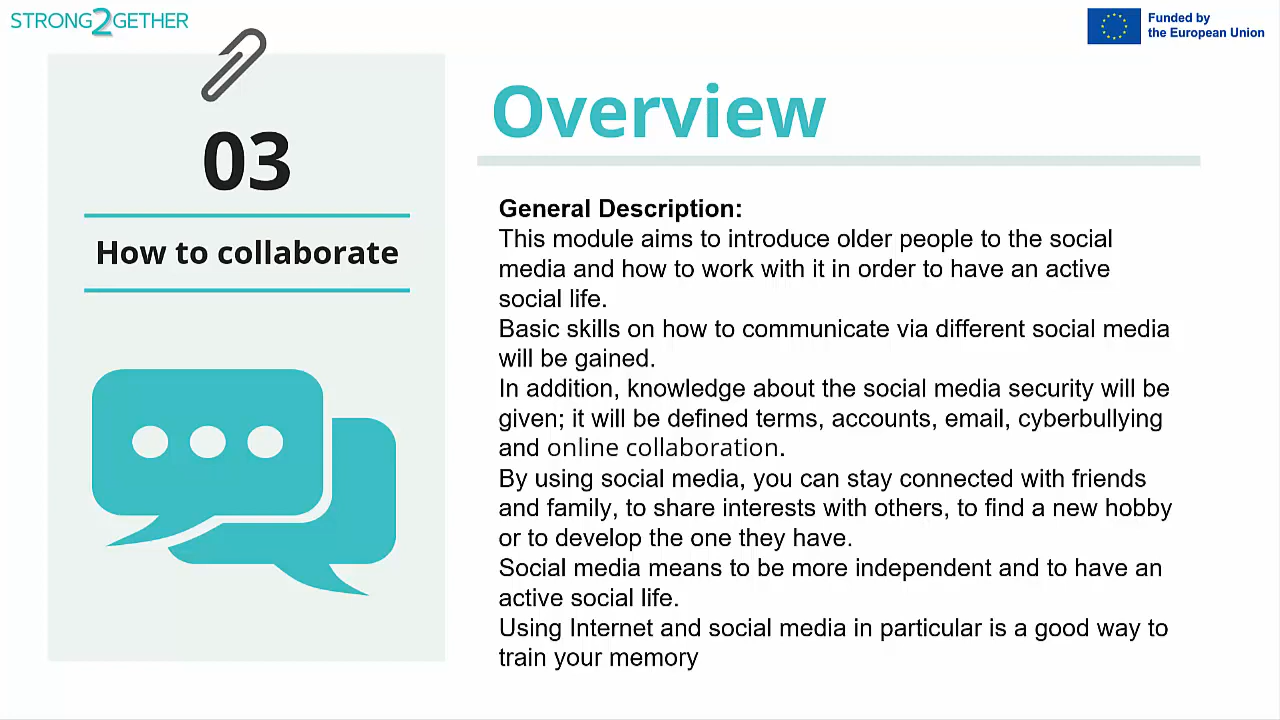 STRONG2GETHER
Funded by
the European Union
03
How to collaborate
Overview
General Description:
This module aims to introduce older people to the social
media and how to work with it in order to have an active
social life.
Basic skills on how to communicate via different social media
will be gained.
In addition, knowledge about the social media security will be
given; it will be defined terms, accounts, email, cyberbullying
and online collaboration.
By using social media, you can stay connected with friends
and family, to share interests with others, to find a new hobby
or to develop the one they have.
Social media means to be more independent and to have an
active social life.
Using Internet and social media in particular is a good way to
train your memory